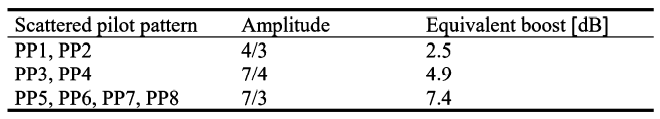 Scattered pilot pattern Amplitude Equivalent boost [dB]
PP1, PP2 4/3 2.5
PP3, PP4 7/4 4.9
PP5, PP6, PP7, PP8 7/3 7.4